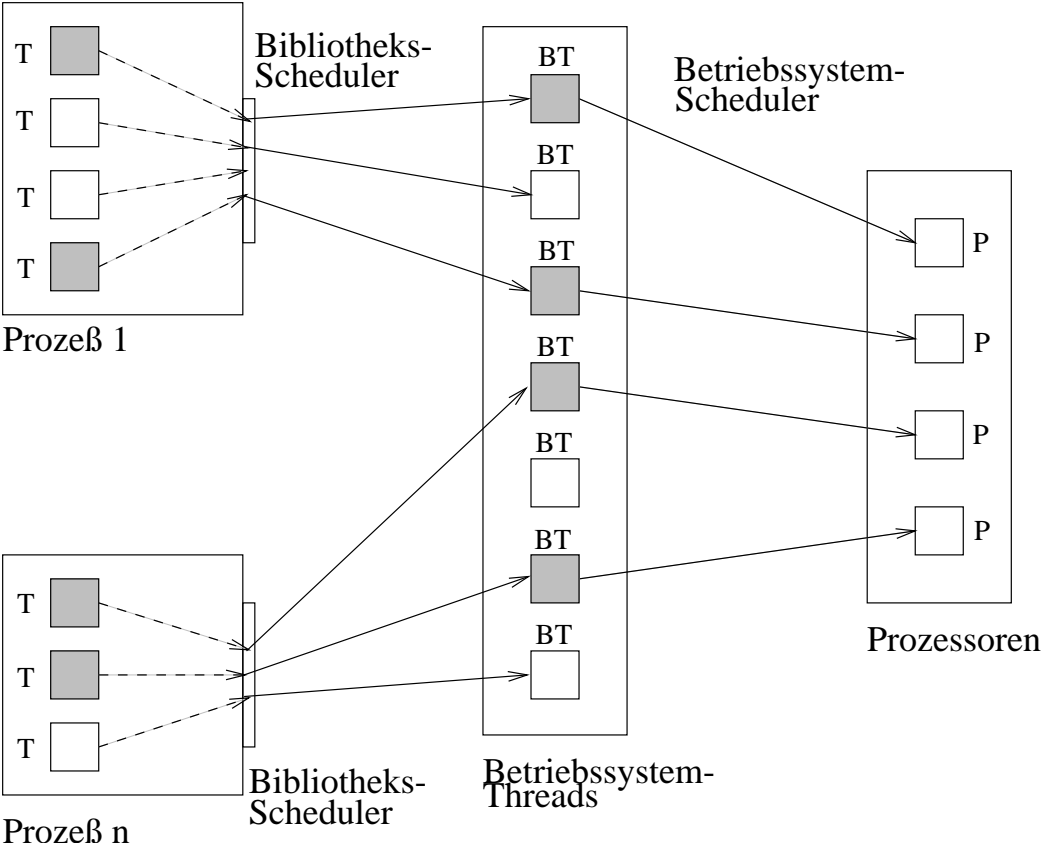 T
T
T
T
Prozeß 1
Bibliotheks-
Scheduler
T
T
T
Prozeß n
Bibliotheks-
Scheduler
BT
BT
BT
BT
BT
BT
BT
Betriebssystem-
Threads
Betriebssystem-
Scheduler
P
P
P
P
Prozessoren